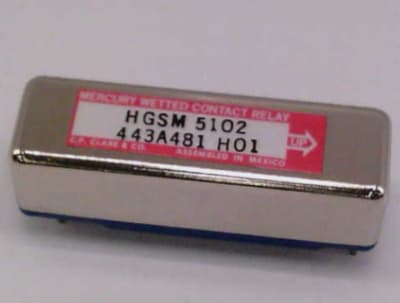 MERCURY WETTED CONTACT RELAY
HGSM 5102
443A481 H01
UP
C.P. CLARE & CO. ASSEMBLED IN MEXICO